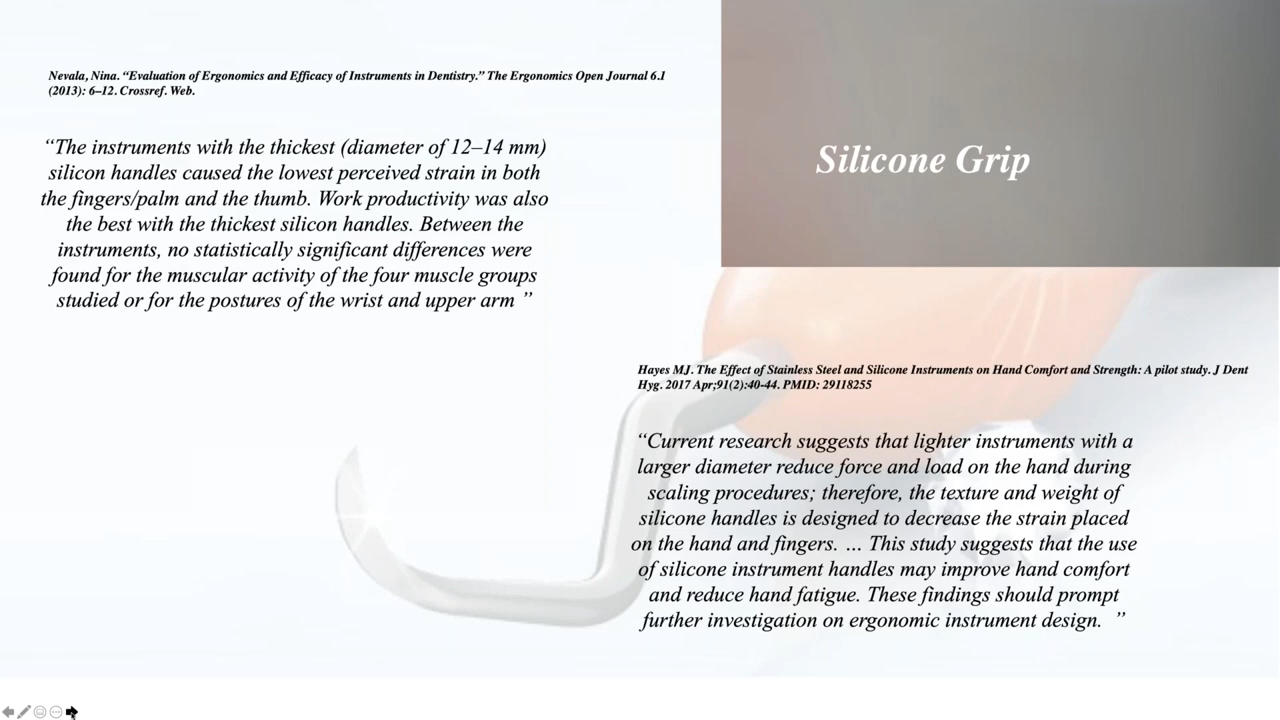 Nevala, Nina. “Evaluation of Ergonomics and Efficacy of Instruments in Dentistry.” The Ergonomics Open Journal 6.1
(2013): 6–12. Crossref. Web.
“The instruments with the thickest (diameter of 12–14 mm)
silicon handles caused the lowest perceived strain in both
the fingers/palm and the thumb. Work productivity was also
the best with the thickest silicon handles. Between the
instruments, no statistically significant differences were
found for the muscular activity of the four muscle groups
studied or for the postures of the wrist and upper arm ”
Silicone Grip
Hayes MJ. The Effect of Stainless Steel and Silicone Instruments on Hand Comfort and Strength: A pilot study. J Dent
Hyg. 2017 Apr;91(2):40-44. PMID: 29118255
“Current research suggests that lighter instruments with a
larger diameter reduce force and load on the hand during
scaling procedures; therefore, the texture and weight of
silicone handles is designed to decrease the strain placed
on the hand and fingers. … This study suggests that the use
of silicone instrument handles may improve hand comfort
and reduce hand fatigue. These findings should prompt
further investigation on ergonomic instrument design. ”